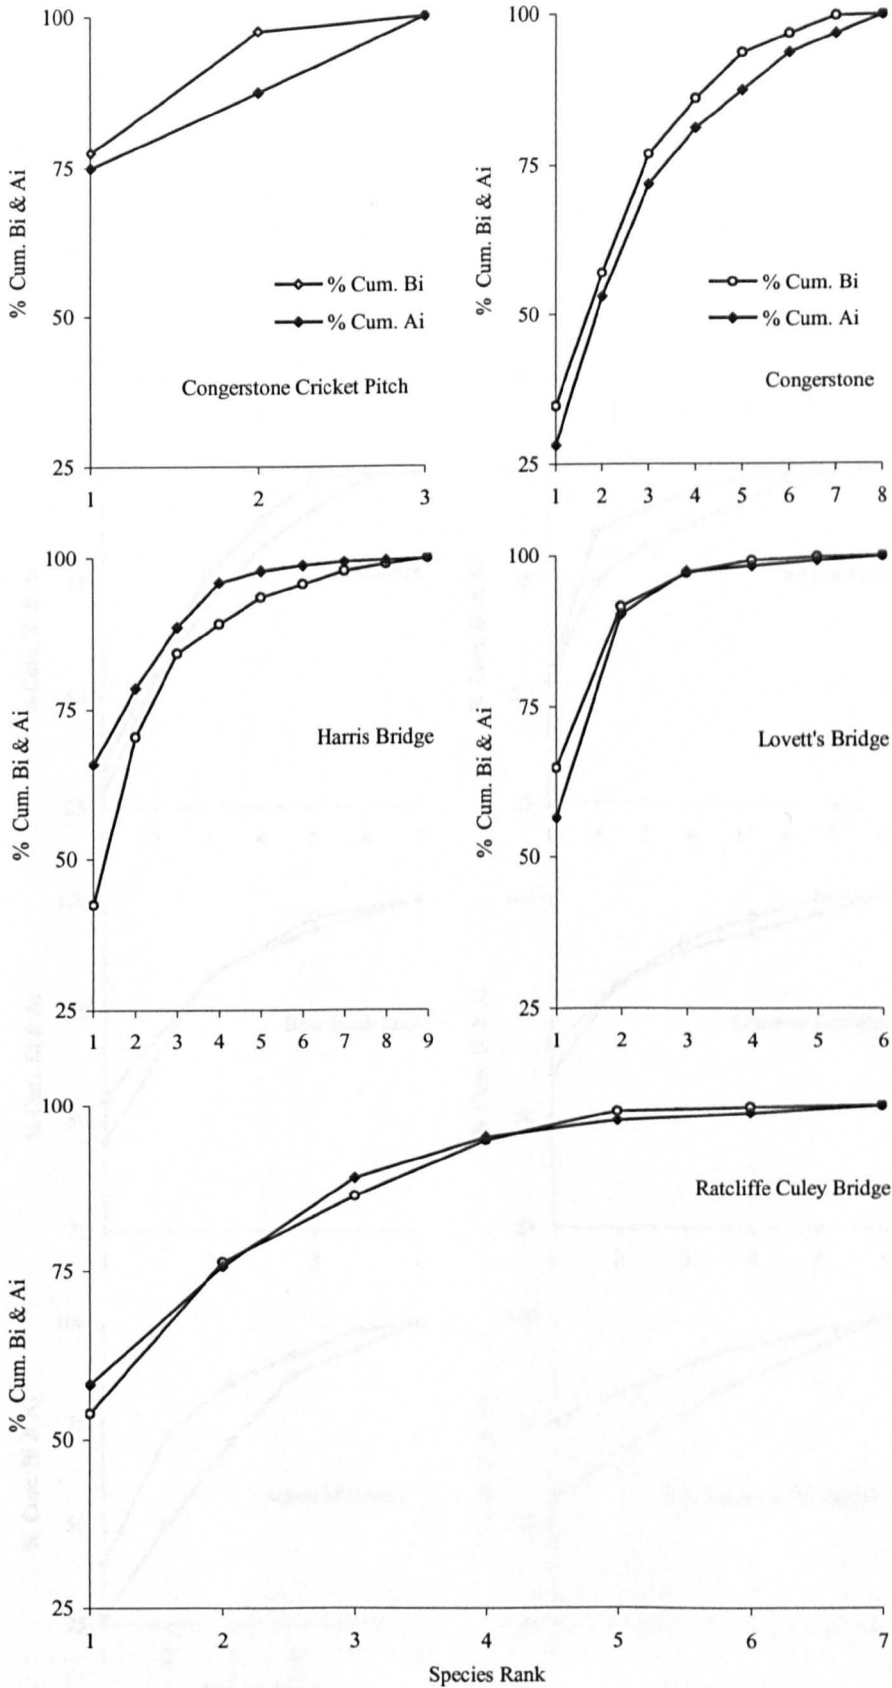 100
75
50
25
% Cum. Bi & Ai
% Cum. Bi
% Cum. Ai
Congerstone Cricket Pitch
1 2 3
100
75
50
25
% Cum. Bi & Ai
% Cum. Bi
% Cum. Ai
Congerstone
1 2 3 4 5 6 7 8
100
75
50
25
% Cum. Bi & Ai
Harris Bridge
1 2 3 4 5 6 7 8 9
100
75
50
25
% Cum. Bi & Ai
Lovett's Bridge
1 2 3 4 5 6
100
75
50
25
% Cum. Bi & Ai
Ratcliffe Culey Bridge
1 2 3 4 5 6 7
Species Rank